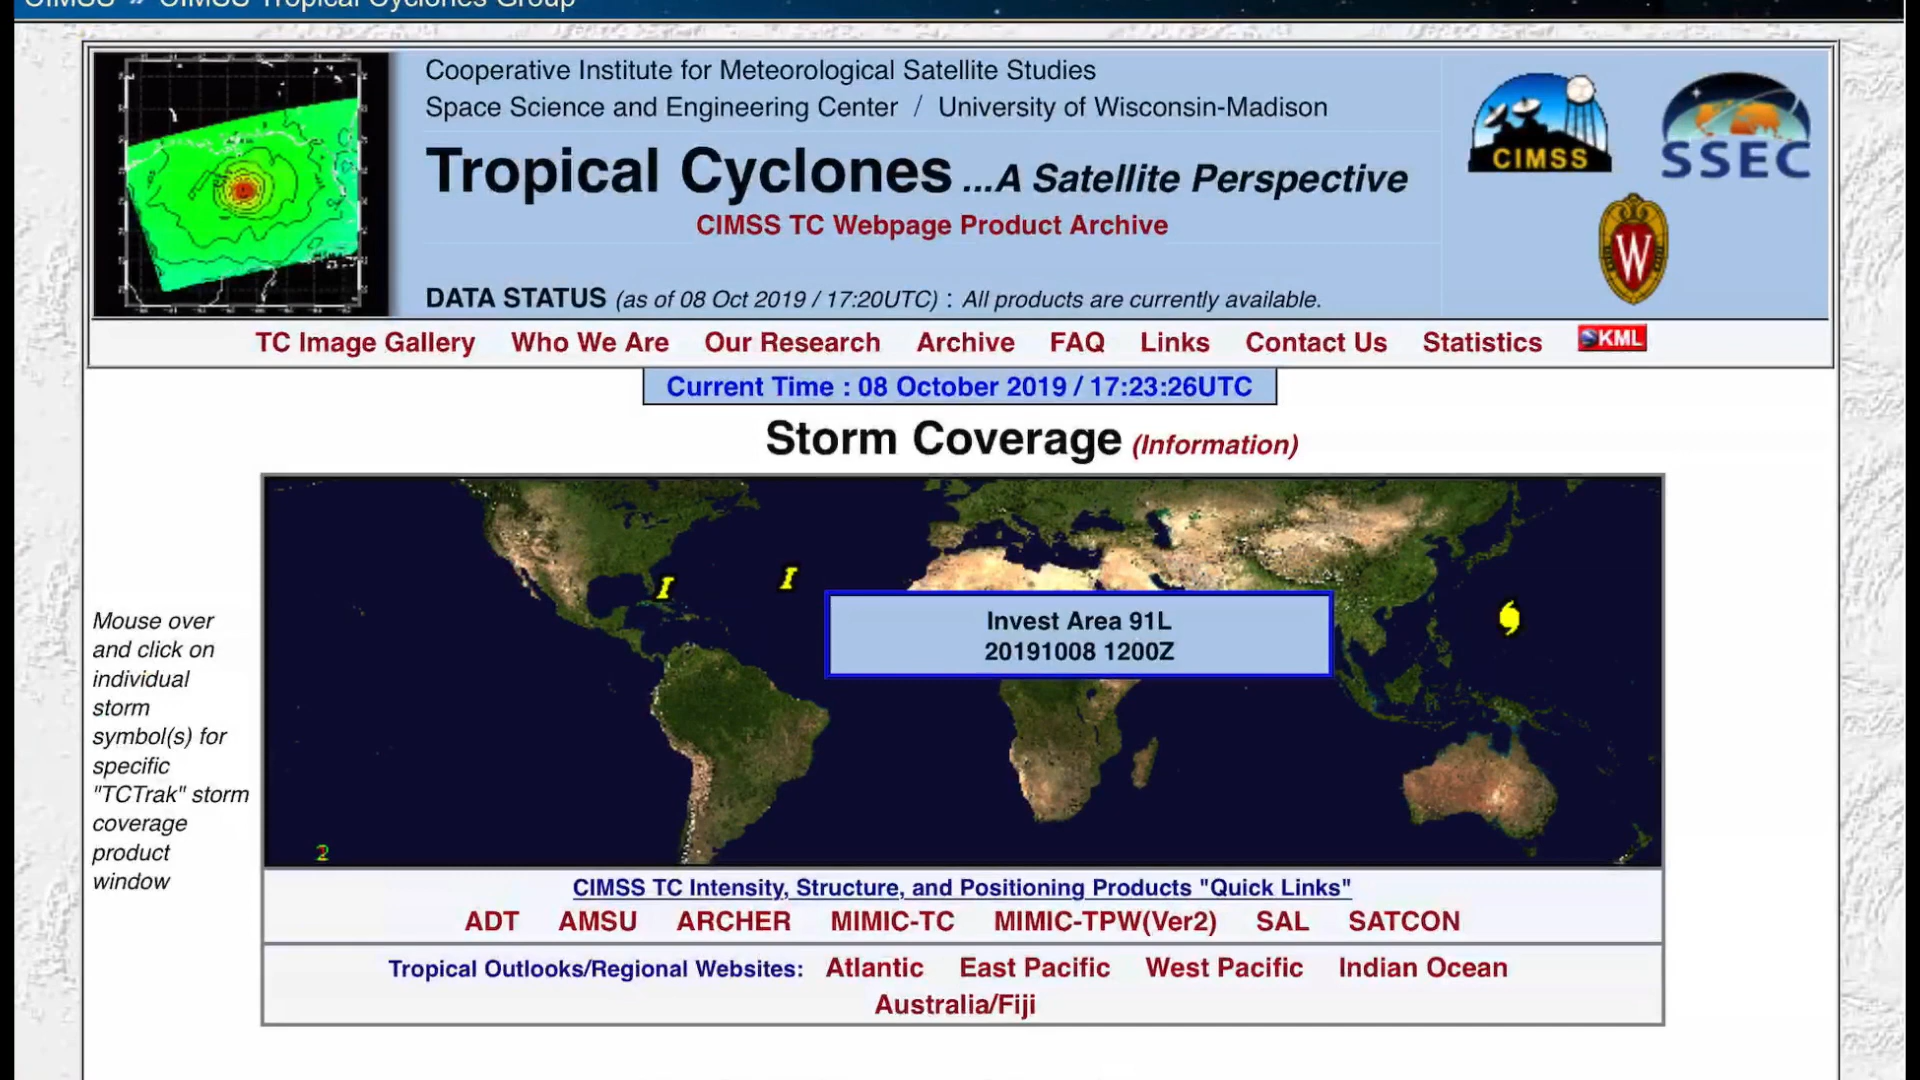 CIMSS » CIMSS Tropical Cyclones Group
Cooperative Institute for Meteorological Satellite Studies
Space Science and Engineering Center / University of Wisconsin-Madison
Tropical Cyclones ...A Satellite Perspective
CIMSS TC Webpage Product Archive
DATA STATUS (as of 08 Oct 2019 / 17:20UTC) : All products are currently available.
CIMSS
SSEC
W
TC Image Gallery Who We Are Our Research Archive FAQ Links Contact Us Statistics KML
Current Time : 08 October 2019 / 17:23:26UTC
Storm Coverage (Information)
Mouse over
and click on
individual
storm
symbol(s) for
specific
"TCTrak" storm
coverage
product
window
I
I
Invest Area 91L
20191008 1200Z
2
CIMSS TC Intensity, Structure, and Positioning Products "Quick Links"
ADT AMSU ARCHER MIMIC-TC MIMIC-TPW(Ver2) SAL SATCON
Tropical Outlooks/Regional Websites: Atlantic East Pacific West Pacific Indian Ocean
Australia/Fiji